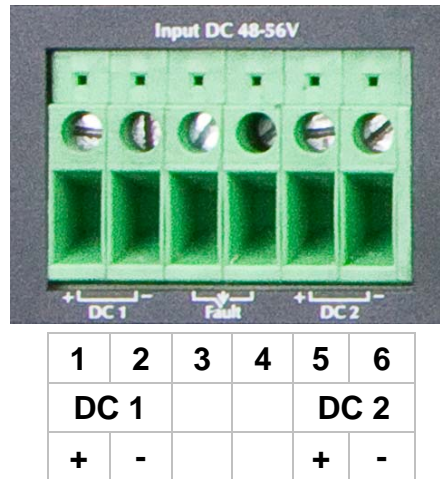 Input DC 48-56V
+ - + -
DC 1 Fault DC 2
1 2 3 4 5 6
DC 1 DC 2
+ - + -